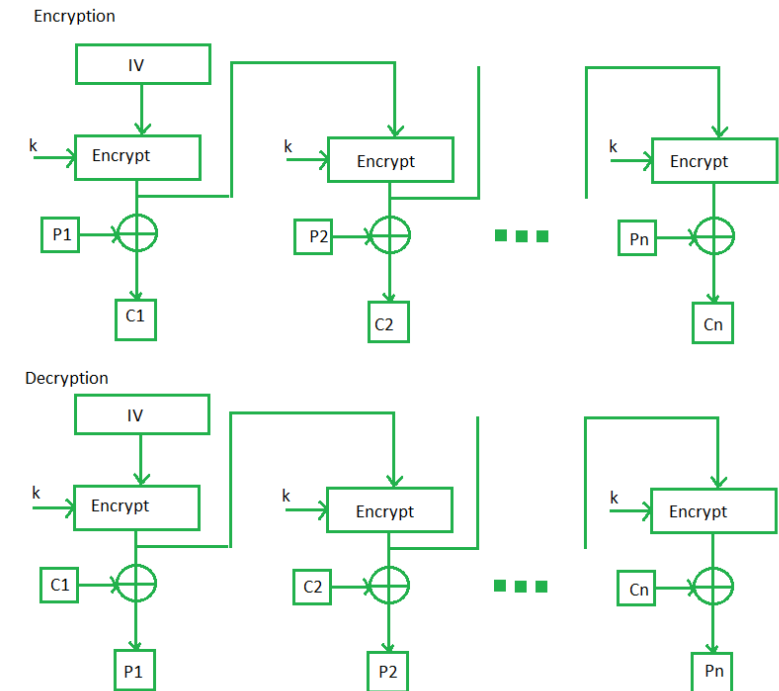 Encryption
IV
k
Encrypt
k
Encrypt
k
Encrypt
P1
P2
Pn
C1
C2
Cn
Decryption
IV
k
Encrypt
k
Encrypt
k
Encrypt
C1
C2
Cn
P1
P2
Pn